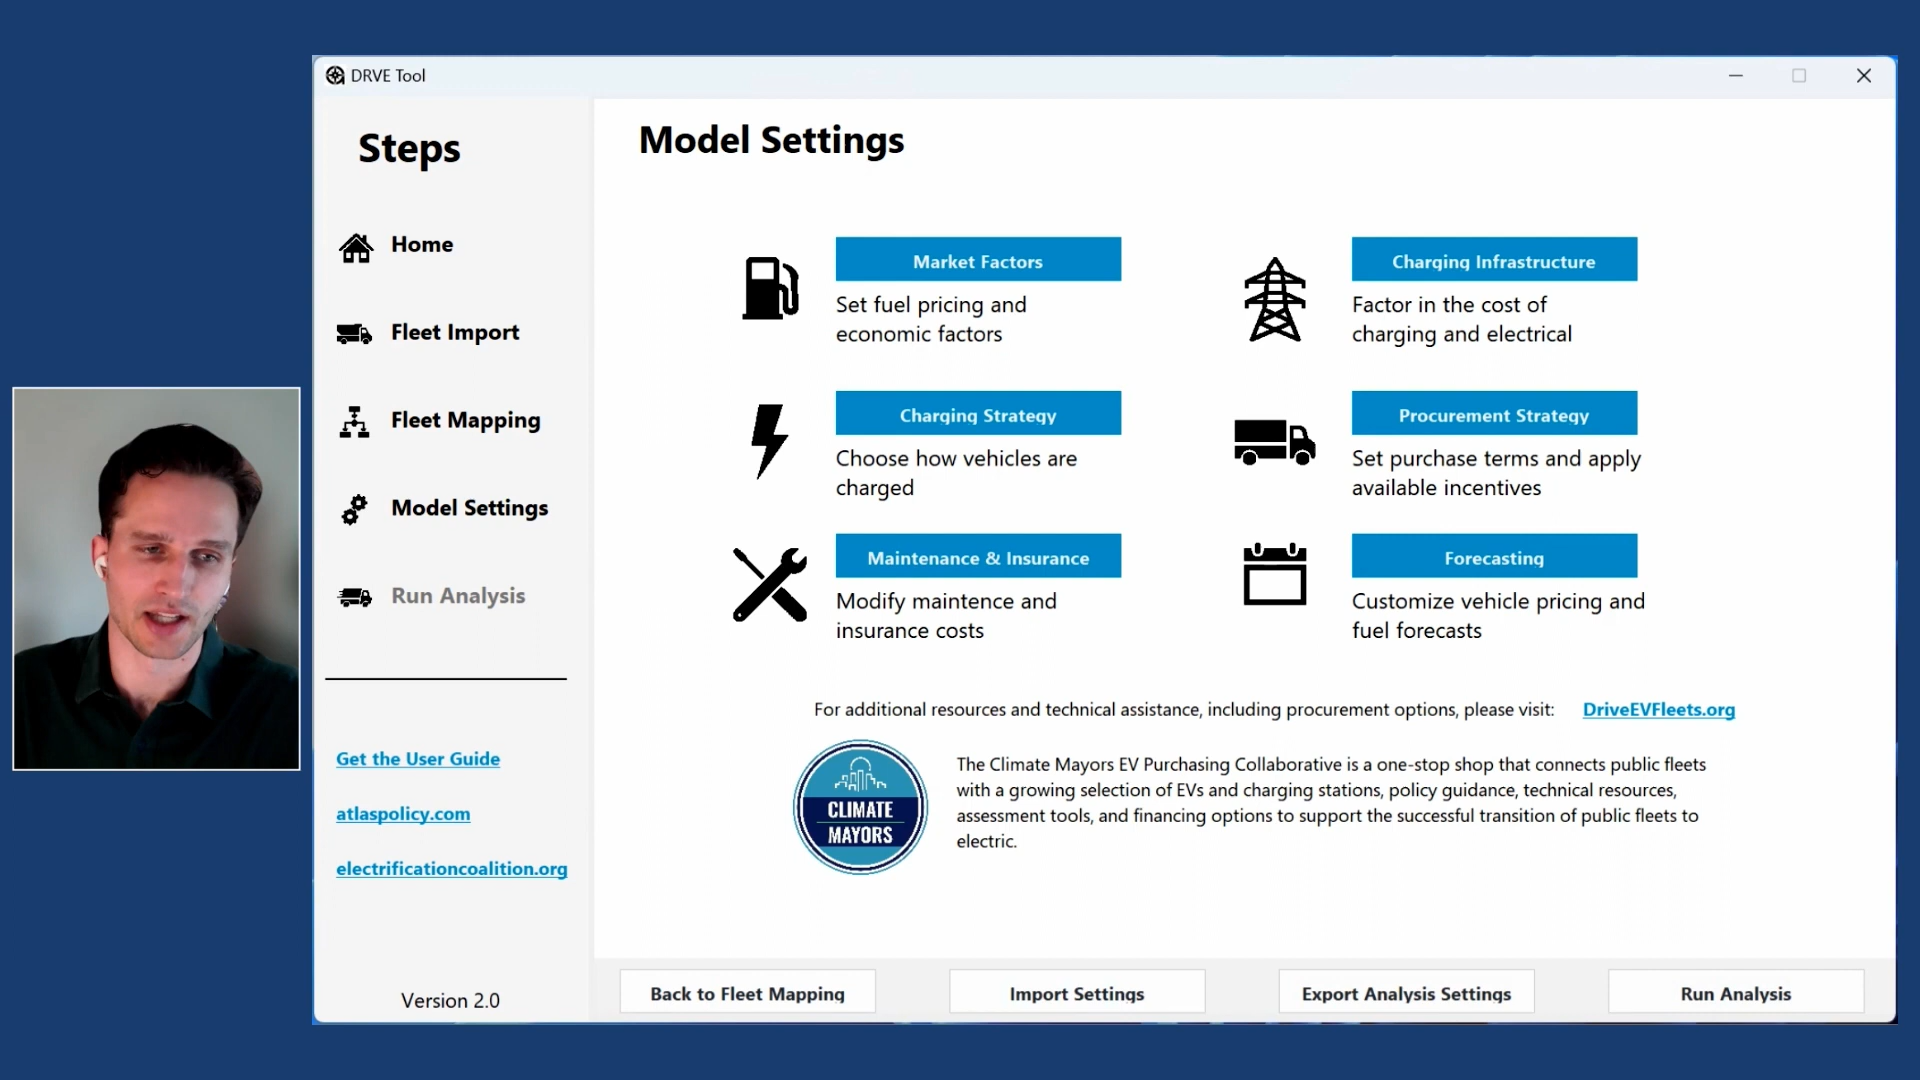 DRVE Tool
Steps
Home
Fleet Import
Fleet Mapping
Model Settings
Run Analysis
Get the User Guide
atlaspolicy.com
electrificationcoalition.org
Version 2.0
Model Settings
Market Factors
Set fuel pricing and
economic factors
Charging Infrastructure
Factor in the cost of
charging and electrical
Charging Strategy
Choose how vehicles are
charged
Procurement Strategy
Set purchase terms and apply
available incentives
Maintenance & Insurance
Modify maintence and
insurance costs
Forecasting
Customize vehicle pricing and
fuel forecasts
For additional resources and technical assistance, including procurement options, please visit: DriveEVFleets.org
CLIMATE
MAYORS
The Climate Mayors EV Purchasing Collaborative is a one-stop shop that connects public fleets
with a growing selection of EVs and charging stations, policy guidance, technical resources,
assessment tools, and financing options to support the successful transition of public fleets to
electric.
Back to Fleet Mapping
Import Settings
Export Analysis Settings
Run Analysis